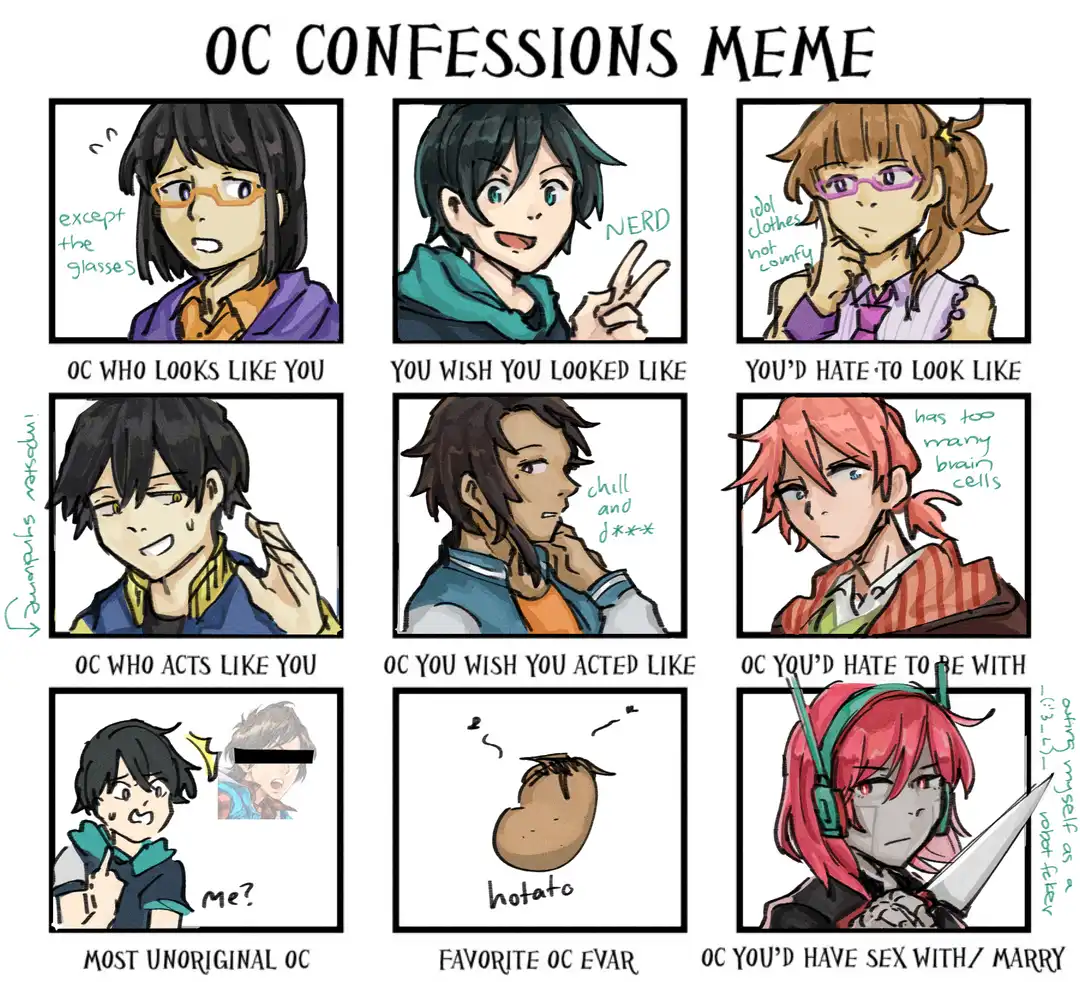 OC CONFESSIONS MEME
except
the
glasses
NERD
idol
clothes
not
comfy
OC WHO LOOKS LIKE YOU
YOU WISH YOU LOOKED LIKE
YOU'D HATE TO LOOK LIKE
imposter syndrome
chill
and
d***
has too
many
brain
cells
OC WHO ACTS LIKE YOU
OC YOU WISH YOU ACTED LIKE
OC YOU'D HATE TO BE WITH
me?
hotato
outing myself as a
robot fcker
MOST UNORIGINAL OC
FAVORITE OC EVAR
OC YOU'D HAVE SEX WITH/ MARRY